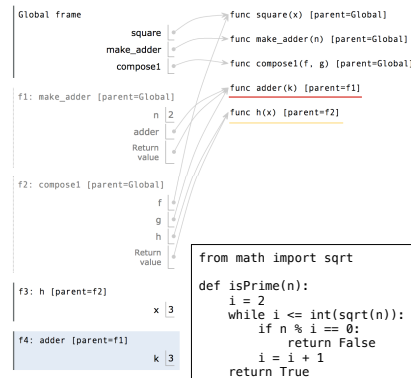 Global frame
square
make_adder
compose1
func square(x) [parent=Global]
func make_adder(n) [parent=Global]
func compose1(f, g) [parent=Global]
func adder(k) [parent=f1]
func h(x) [parent=f2]
f1: make_adder [parent=Global]
n 2
adder
Return
value
f2: compose1 [parent=Global]
f
g
h
Return
value
f3: h [parent=f2]
x 3
f4: adder [parent=f1]
k 3
from math import sqrt
def isPrime(n):
    i = 2
    while i <= int(sqrt(n)):
        if n % i == 0:
            return False
        i = i + 1
    return True